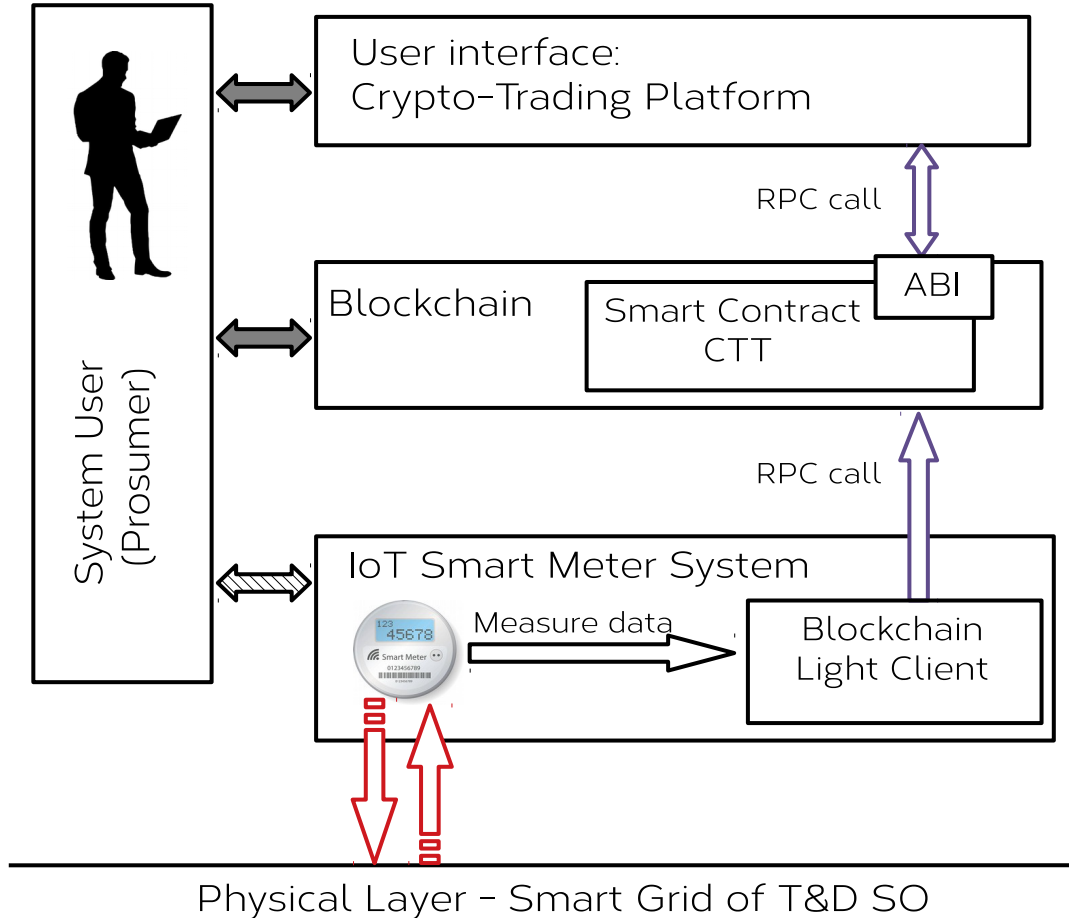 User interface:
Crypto-Trading Platform
RPC call
ABI
Blockchain
Smart Contract
CTT
System User
(Prosumer)
RPC call
IoT Smart Meter System
Measure data
123
45678
Smart Meter
0123456789
Blockchain
Light Client
Physical Layer - Smart Grid of T&D SO